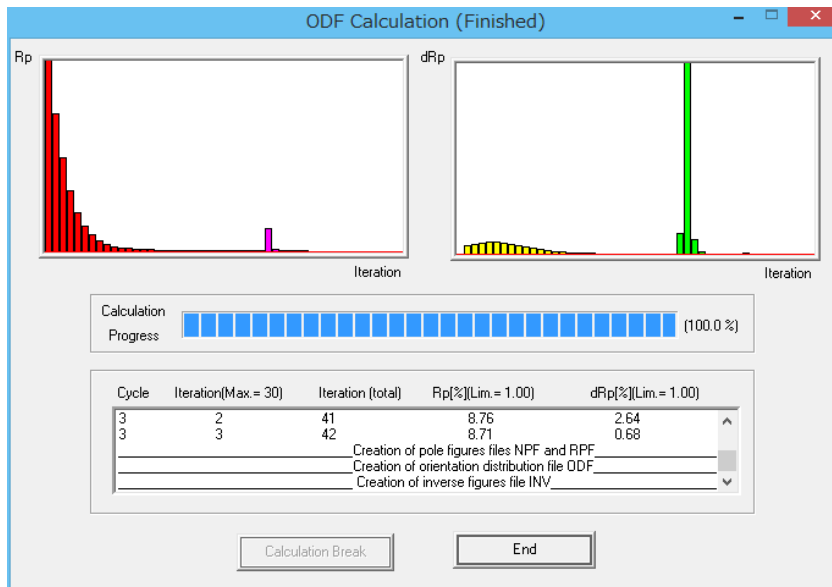 ODF Calculation (Finished)
Rp
dRp
Iteration
Iteration
Calculation
Progress
(100.0 %)
Cycle Iteration(Max.= 30) Iteration (total) Rp[%](Lim.= 1.00) dRp[%](Lim.= 1.00)
3 2 41 8.76 2.64
3 3 42 8.71 0.68
Creation of pole figures files NPF and RPF
Creation of orientation distribution file ODF
Creation of inverse figures file INV
Calculation Break
End